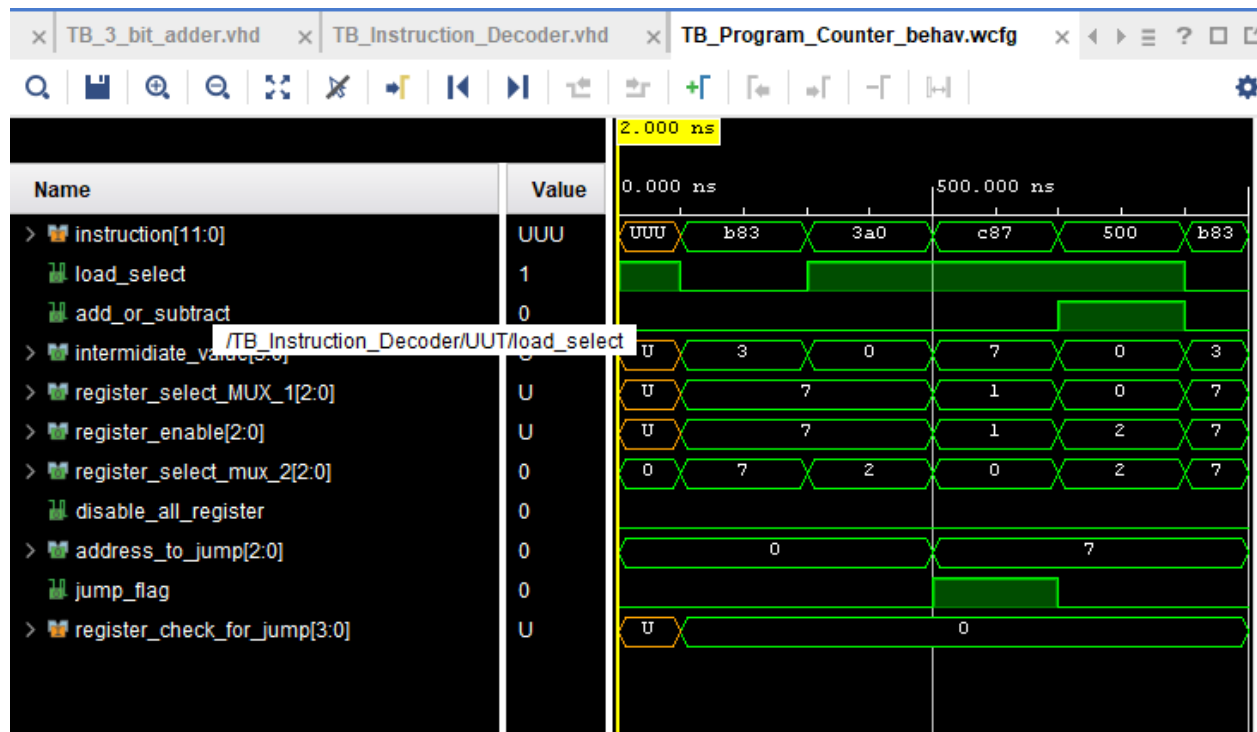 TB_3_bit_adder.vhd TB_Instruction_Decoder.vhd TB_Program_Counter_behav.wcfg
2.000 ns
Name Value 0.000 ns 500.000 ns
instruction[11:0] UUU UUU b83 3a0 c87 500 b83
load_select 1
add_or_subtract 0
/TB_Instruction_Decoder/UUT/load_select
intermidiate_value[3:0] U U 3 0 7 0 3
register_select_MUX_1[2:0] U U 7 1 0 7
register_enable[2:0] U U 7 1 2 7
register_select_mux_2[2:0] 0 0 7 2 0 2 7
disable_all_register 0
address_to_jump[2:0] 0 0 7
jump_flag 0
register_check_for_jump[3:0] U U 0